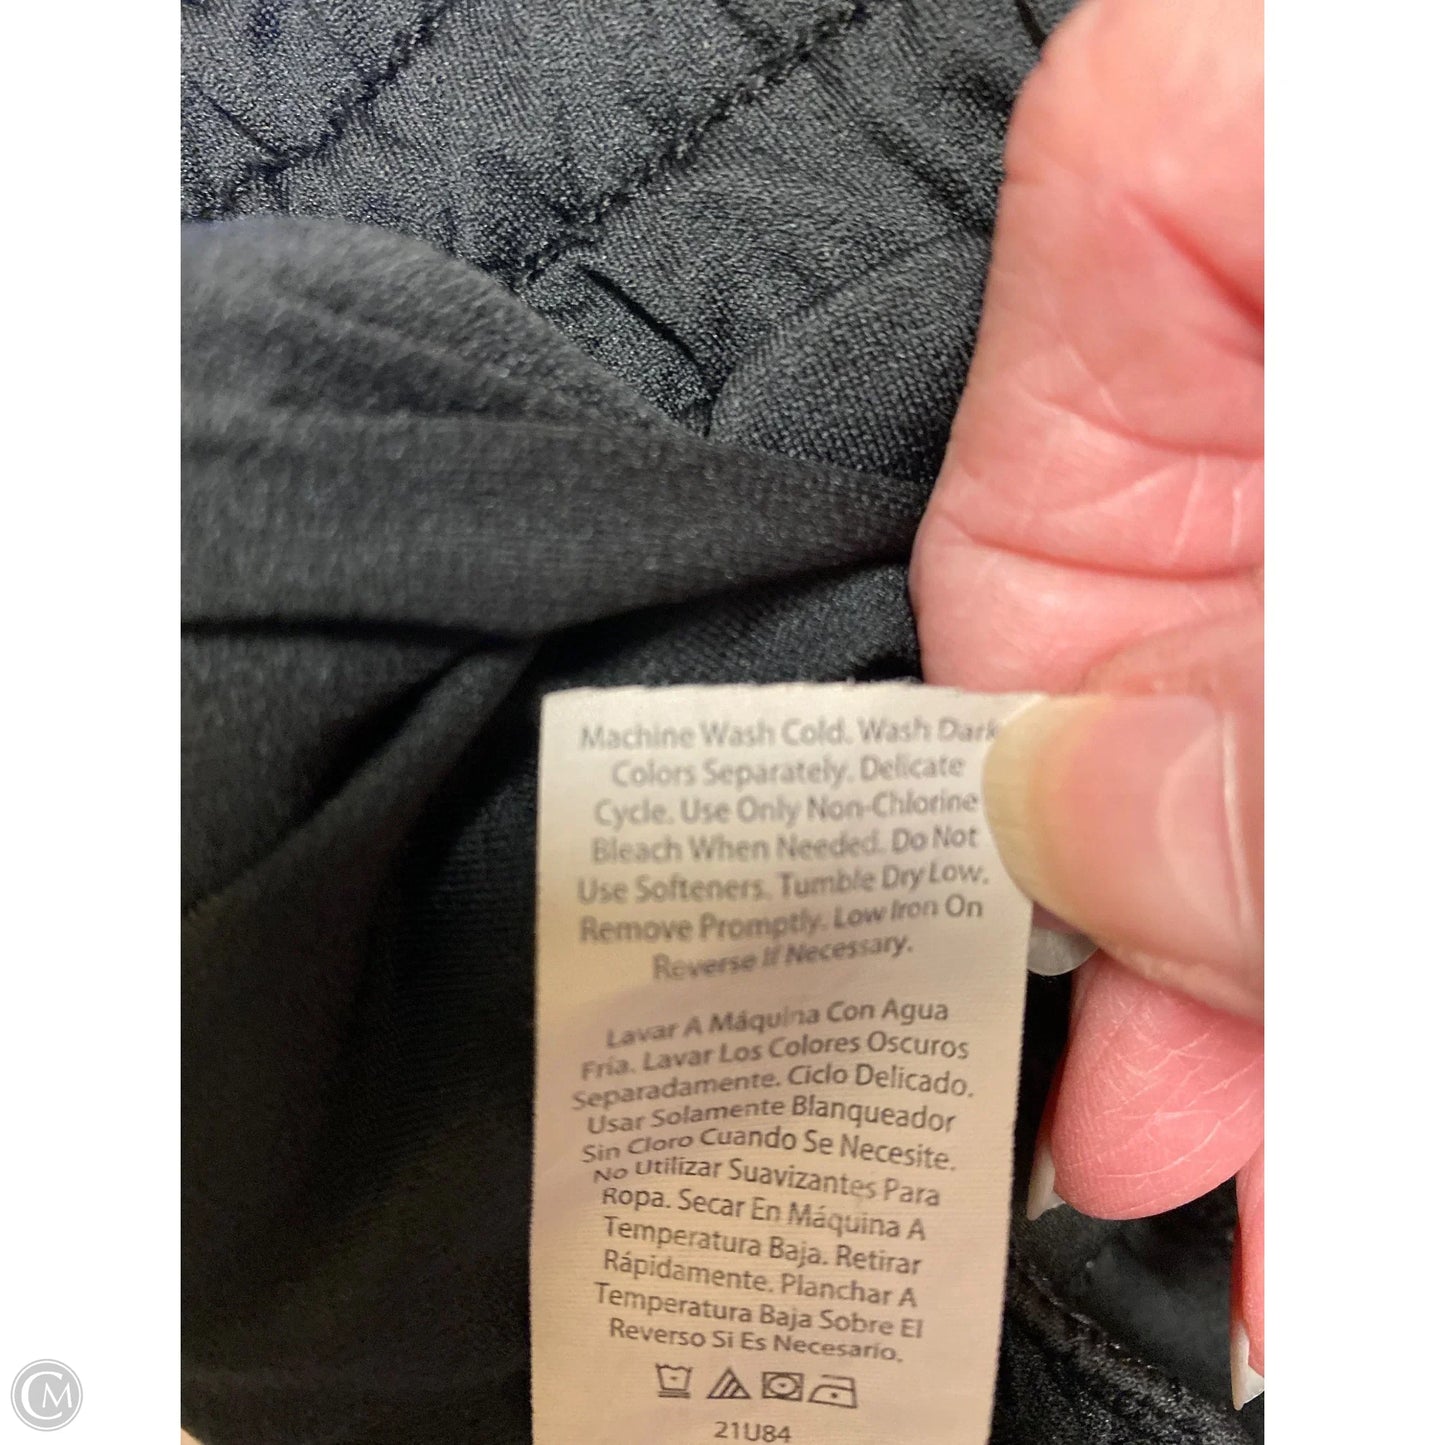 Machine Wash Cold. Wash Dark
Colors Separately. Delicate
Cycle. Use Only Non-Chlorine
Bleach When Needed. Do Not
Use Softeners. Tumble Dry Low.
Remove Promptly. Low Iron On
Reverse If Necessary.
Lavar A Máquina Con Agua
Fría. Lavar Los Colores Oscuros
Separadamente. Ciclo Delicado.
Usar Solamente Blanqueador
Sin Cloro Cuando Se Necesite.
No Utilizar Suavizantes Para
Ropa. Secar En Máquina A
Temperatura Baja. Retirar
Rápidamente. Planchar A
Temperatura Baja Sobre El
Reverso Si Es Necesario.
21U84
CM